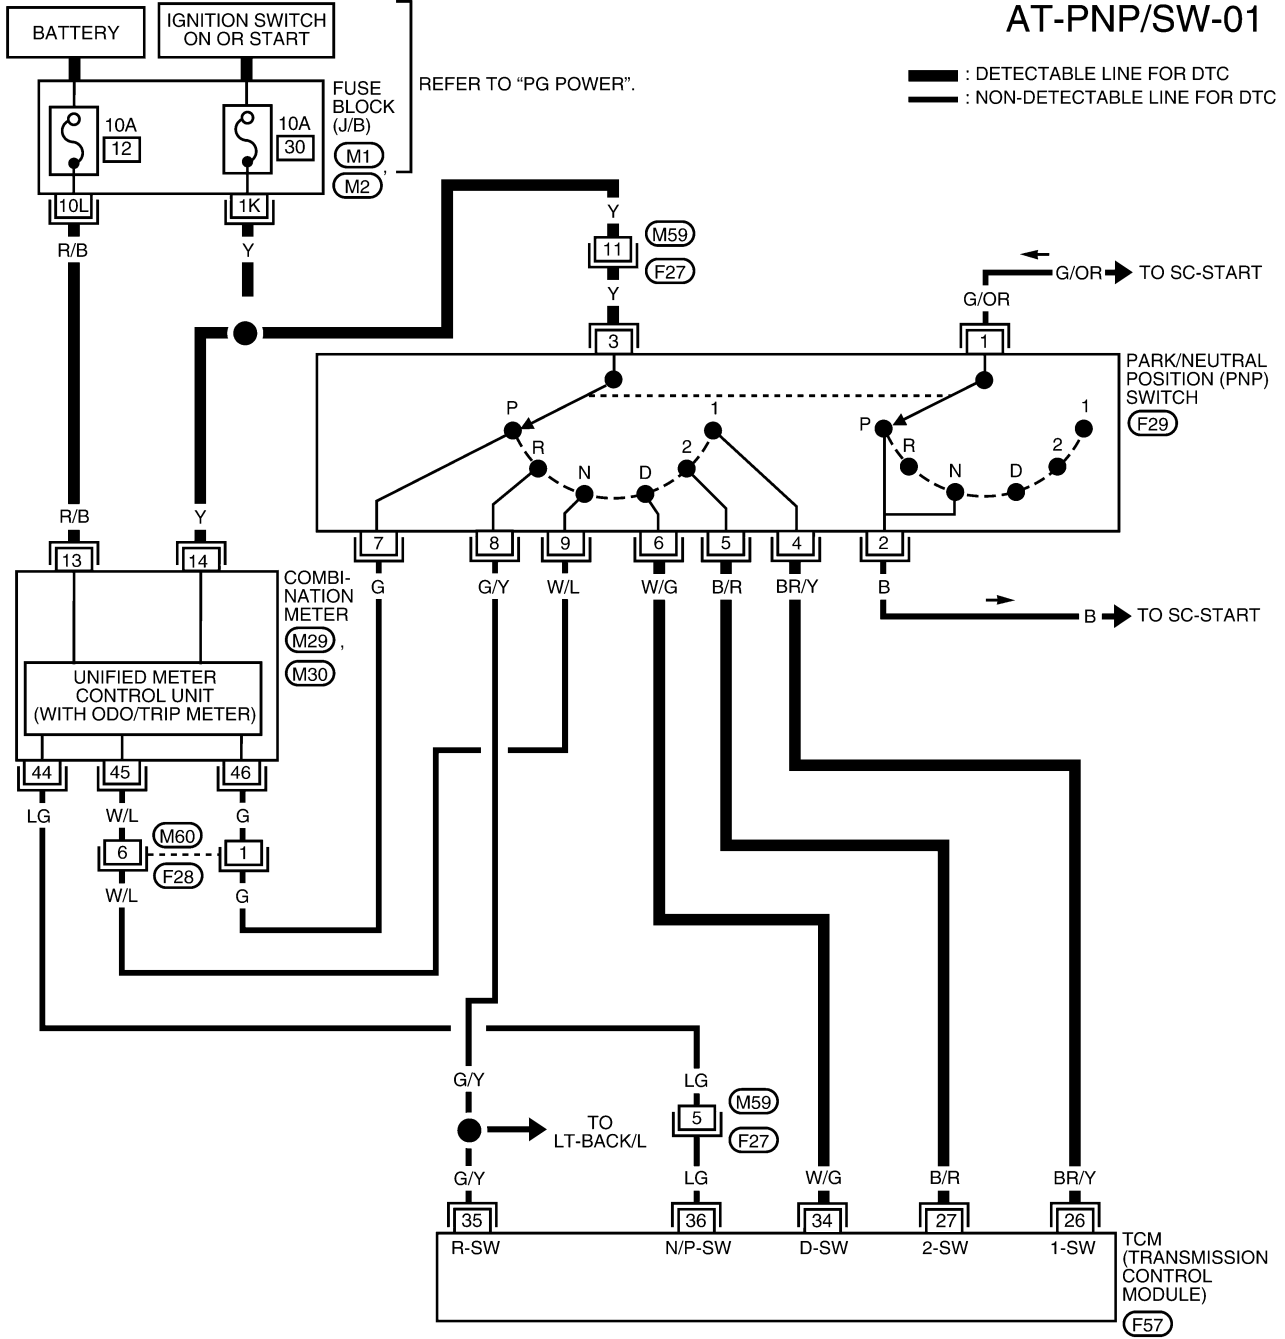 AT-PNP/SW-01
BATTERY
IGNITION SWITCH
ON OR START
REFER TO “PG POWER”.
: DETECTABLE LINE FOR DTC
: NON-DETECTABLE LINE FOR DTC
FUSE
BLOCK
(J/B)
10A
12
10A
30
M1
,
M2
10L
1K
R/B
Y
Y
11
M59
F27
Y
G/OR
TO SC-START
G/OR
3
1
PARK/NEUTRAL
POSITION (PNP)
SWITCH
F29
P
R
N
D
2
1
P
R
N
D
2
1
R/B
Y
13
14
7
8
9
6
5
4
2
G
G/Y
W/L
W/G
B/R
BR/Y
B
B
TO SC-START
COMBI-
NATION
METER
M29 ,
M30
UNIFIED METER
CONTROL UNIT
(WITH ODO/TRIP METER)
44
45
46
LG
W/L
G
6
M60
F28
1
W/L
G
G/Y
TO
LT-BACK/L
G/Y
LG
5
M59
F27
LG
W/G
B/R
BR/Y
35
36
34
27
26
R-SW
N/P-SW
D-SW
2-SW
1-SW
TCM
(TRANSMISSION
CONTROL
MODULE)
F57